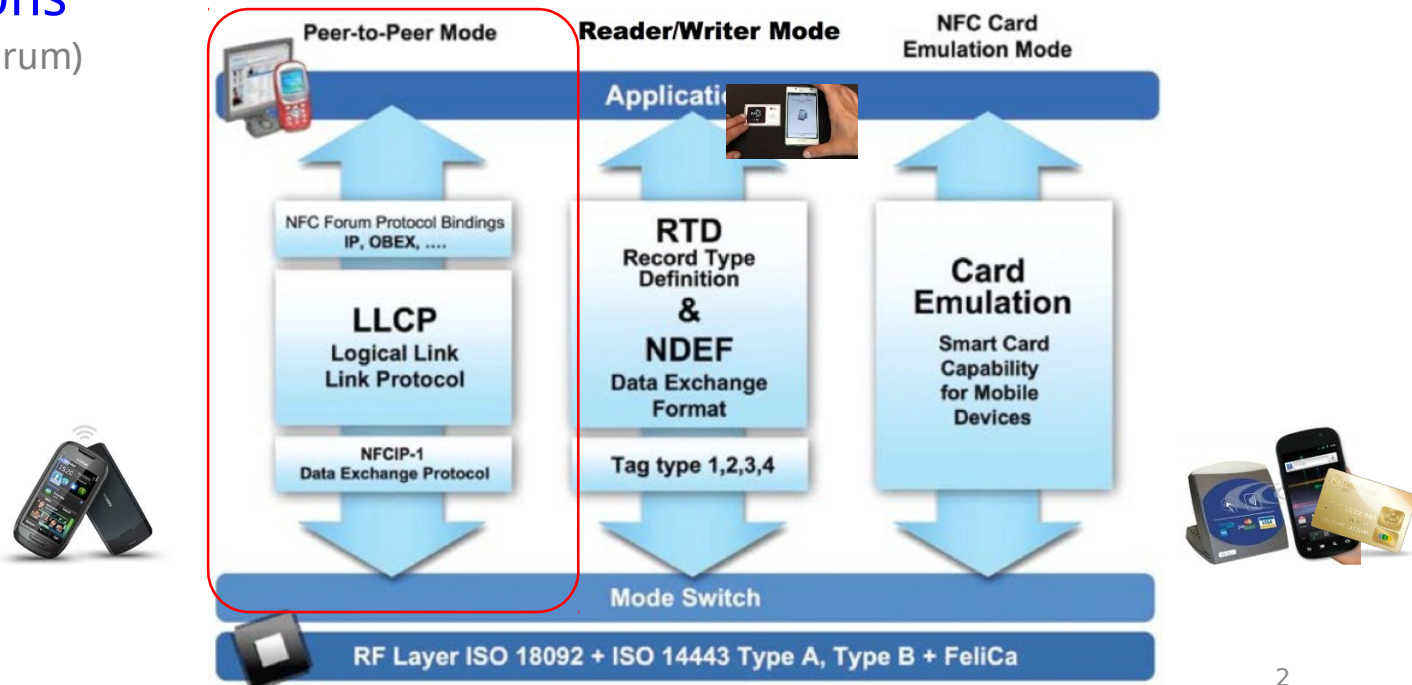 ons
rum)
Peer-to-Peer Mode
Reader/Writer Mode
NFC Card
Emulation Mode
Applicati
NFC Forum Protocol Bindings
IP, OBEX, ....
LLCP
Logical Link
Link Protocol
NFCIP-1
Data Exchange Protocol
RTD
Record Type
Definition
&
NDEF
Data Exchange
Format
Tag type 1,2,3,4
Card
Emulation
Smart Card
Capability
for Mobile
Devices
Mode Switch
RF Layer ISO 18092 + ISO 14443 Type A, Type B + FeliCa
2